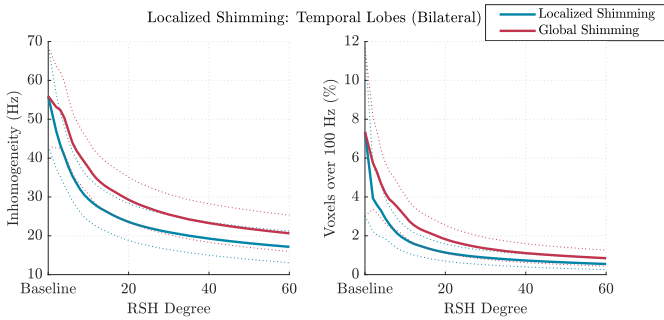 Localized Shimming: Temporal Lobes (Bilateral)
Localized Shimming
Global Shimming
Inhomogeneity (Hz)
70
60
50
40
30
20
10
Baseline 20 40 60
RSH Degree
Voxels over 100 Hz (%)
12
10
8
6
4
2
0
Baseline 20 40 60
RSH Degree